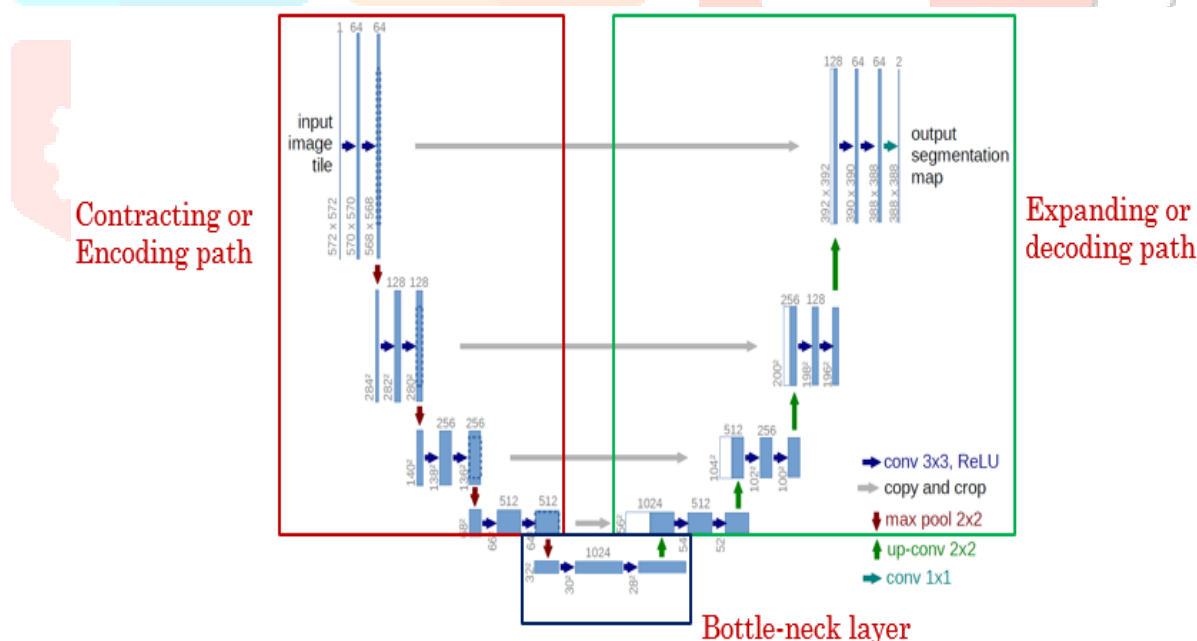 1 64 64
input
image
tile
572 x 572
570 x 570
568 x 568
Contracting or
Encoding path
128 128
284²
282²
280²
256 256
140²
138²
136²
512 512
68²
66²
64²
1024
32²
30²
28²
Bottle-neck layer
1024 512
56²
54²
52²
512 256
104²
102²
100²
256 128
200²
198²
196²
128 64 64 2
392 x 392
390 x 390
388 x 388
388 x 388
output
segmentation
map
Expanding or
decoding path
conv 3x3, ReLU
copy and crop
max pool 2x2
up-conv 2x2
conv 1x1